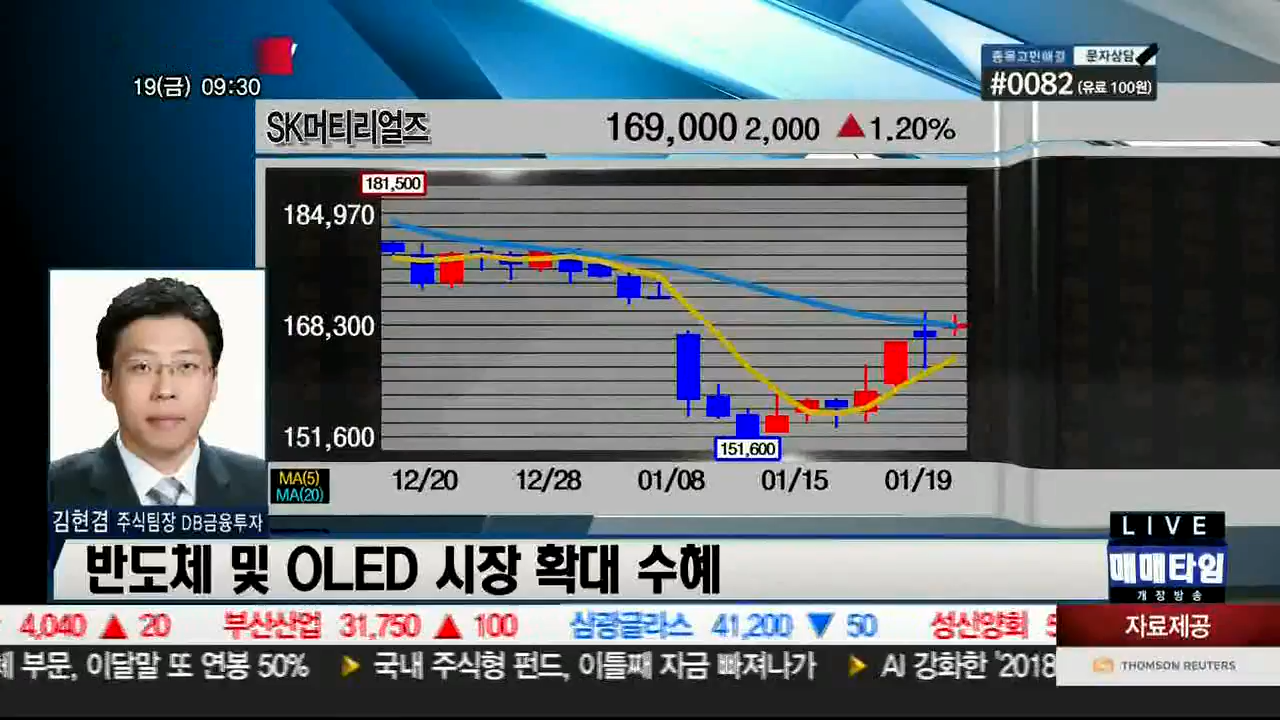 19(금) 09:30
종목고민해결 문자상담
#0082 (유료 100원)
SK머티리얼즈 169,000 2,000 ▲1.20%
181,500
184,970
168,300
151,600
151,600
MA(5)
MA(20)
12/20 12/28 01/08 01/15 01/19
김현겸 주식팀장 DB금융투자
반도체 및 OLED 시장 확대 수혜
LIVE
매매타임
개장방송
4,040 ▲ 20 부산산업 31,750 ▲ 100 삼광글라스 41,200 ▼ 50 성산양회 5
자료제공
체 부문, 이달말 또 연봉 50% ▶ 국내 주식형 펀드, 이틀째 자금 빠져나가 ▶ AI 강화한 '2018
THOMSON REUTERS